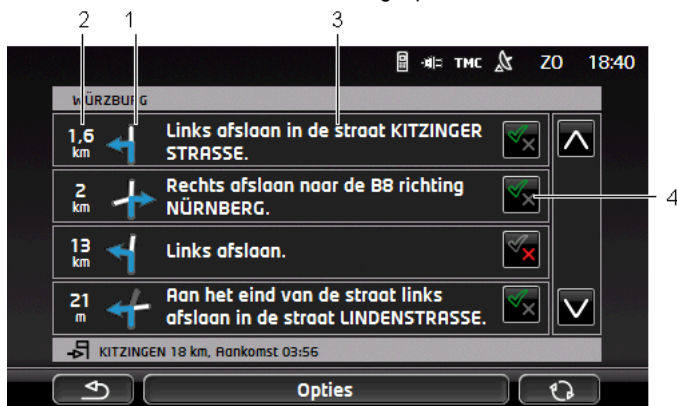 2 1 3
TMC ZO 18:40
WÜRZBURG
1,6 km
Links afslaan in de straat KITZINGER
STRASSE.
2 km
Rechts afslaan naar de B8 richting
NÜRNBERG.
4
13 km
Links afslaan.
21 m
Aan het eind van de straat links
afslaan in de straat LINDENSTRASSE.
KITZINGEN 18 km, Aankomst 03:56
Opties